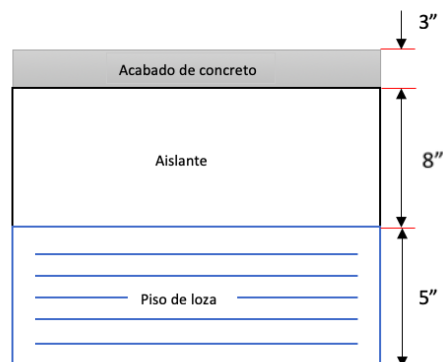 3”
Acabado de concreto
Aislante
8”
Piso de loza
5”